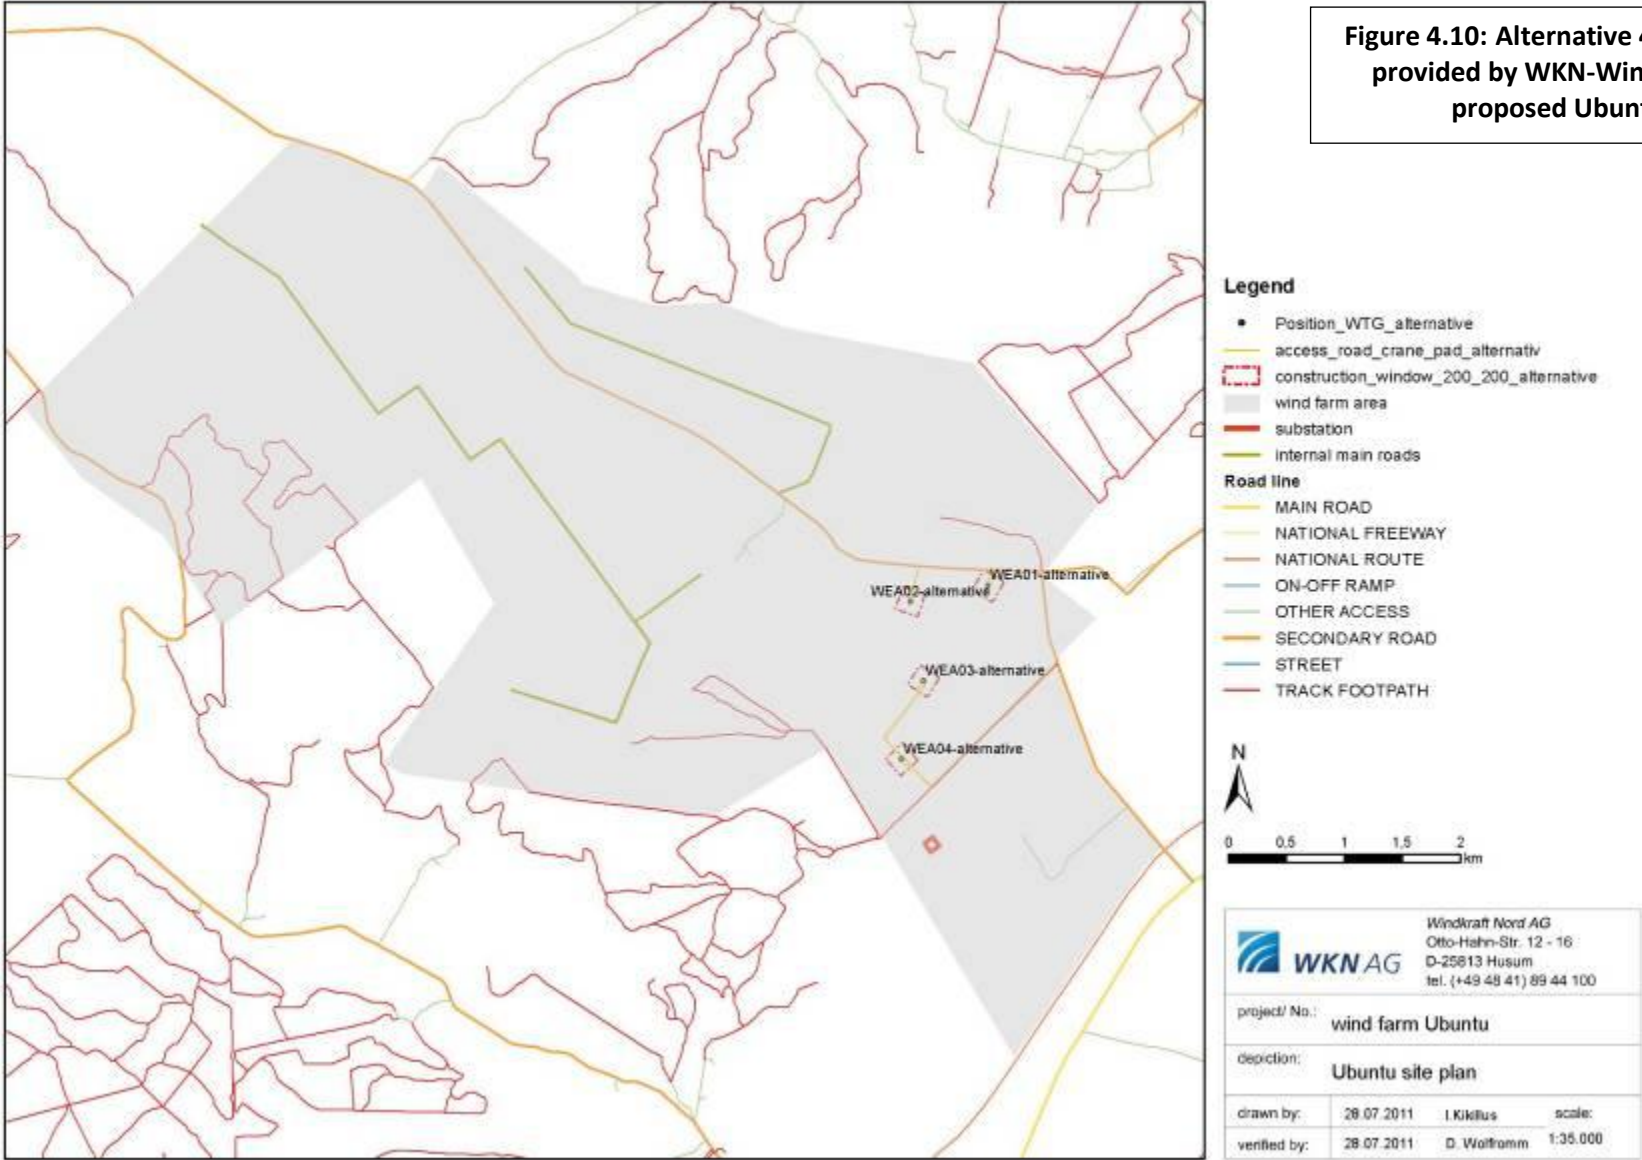 Figure 4.10: Alternative 4
provided by WKN-Win
proposed Ubunt
WEA01-alternative
WEA02-alternative
WEA03-alternative
WEA04-alternative
Legend
Position_WTG_alternative
access_road_crane_pad_alternativ
construction_window_200_200_alternative
wind farm area
substation
internal main roads
Road line
MAIN ROAD
NATIONAL FREEWAY
NATIONAL ROUTE
ON-OFF RAMP
OTHER ACCESS
SECONDARY ROAD
STREET
TRACK FOOTPATH
N
0 0,5 1 1,5 2
km
WKN AG
Windkraft Nord AG
Otto-Hahn-Str. 12 - 16
D-25813 Husum
tel. (+49 48 41) 89 44 100
project/ No.: wind farm Ubuntu
depiction: Ubuntu site plan
drawn by: 28.07.2011 scale:
verified by: 28.07.2011 D. Wolfromm 1:35.000